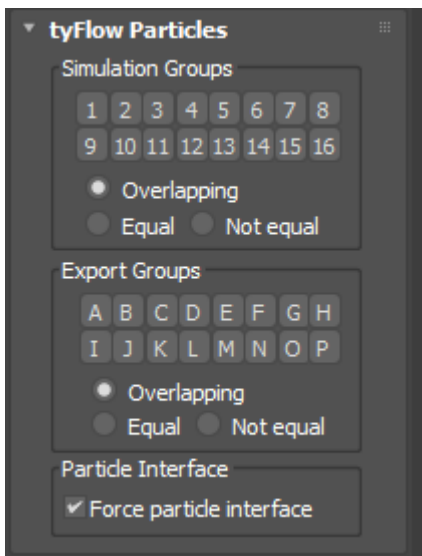 tyFlow Particles
Simulation Groups
1 2 3 4 5 6 7 8
9 10 11 12 13 14 15 16
Overlapping
Equal Not equal
Export Groups
A B C D E F G H
I J K L M N O P
Overlapping
Equal Not equal
Particle Interface
Force particle interface